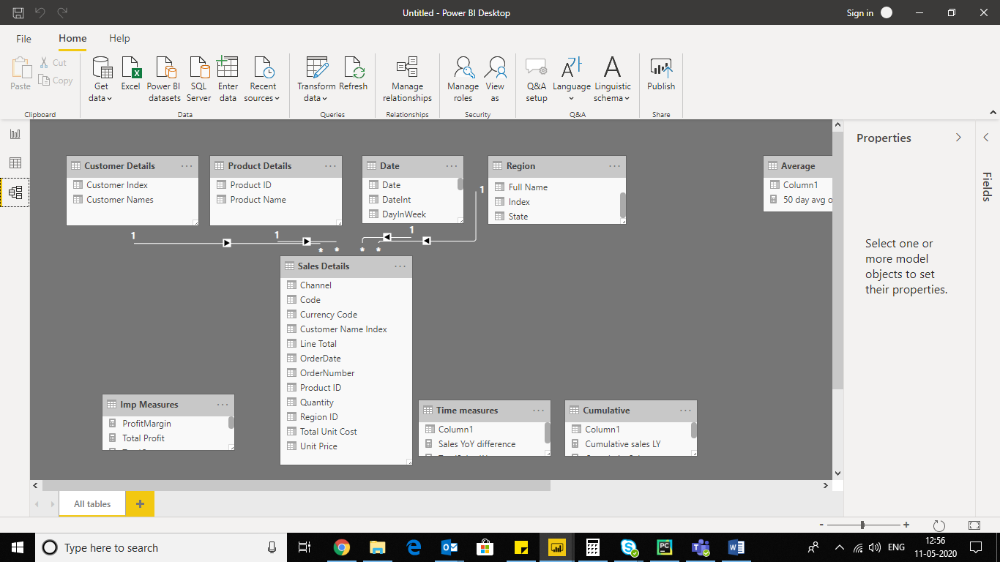 Untitled - Power BI Desktop
Sign in
File
Home
Help
Paste
Cut
Copy
Clipboard
Get data
Excel
Power BI datasets
SQL Server
Enter data
Recent sources
Data
Transform data
Refresh
Queries
Manage relationships
Relationships
Manage roles
View as
Security
Q&A setup
Language
Linguistic schema
Q&A
Publish
Share
Customer Details
Customer Index
Customer Names
Product Details
Product ID
Product Name
Date
Date
DateInt
DayInWeek
Region
Full Name
Index
State
Average
Column1
50 day avg o
1
1
1
1
*
*
*
*
Sales Details
Channel
Code
Currency Code
Customer Name Index
Line Total
OrderDate
OrderNumber
Product ID
Quantity
Region ID
Total Unit Cost
Unit Price
Imp Measures
ProfitMargin
Total Profit
Time measures
Column1
Sales YoY difference
Cumulative
Column1
Cumulative sales LY
Properties
Select one or
more model
objects to set
their properties.
Fields
All tables
+
- +
Type here to search
ENG
12:56
11-05-2020